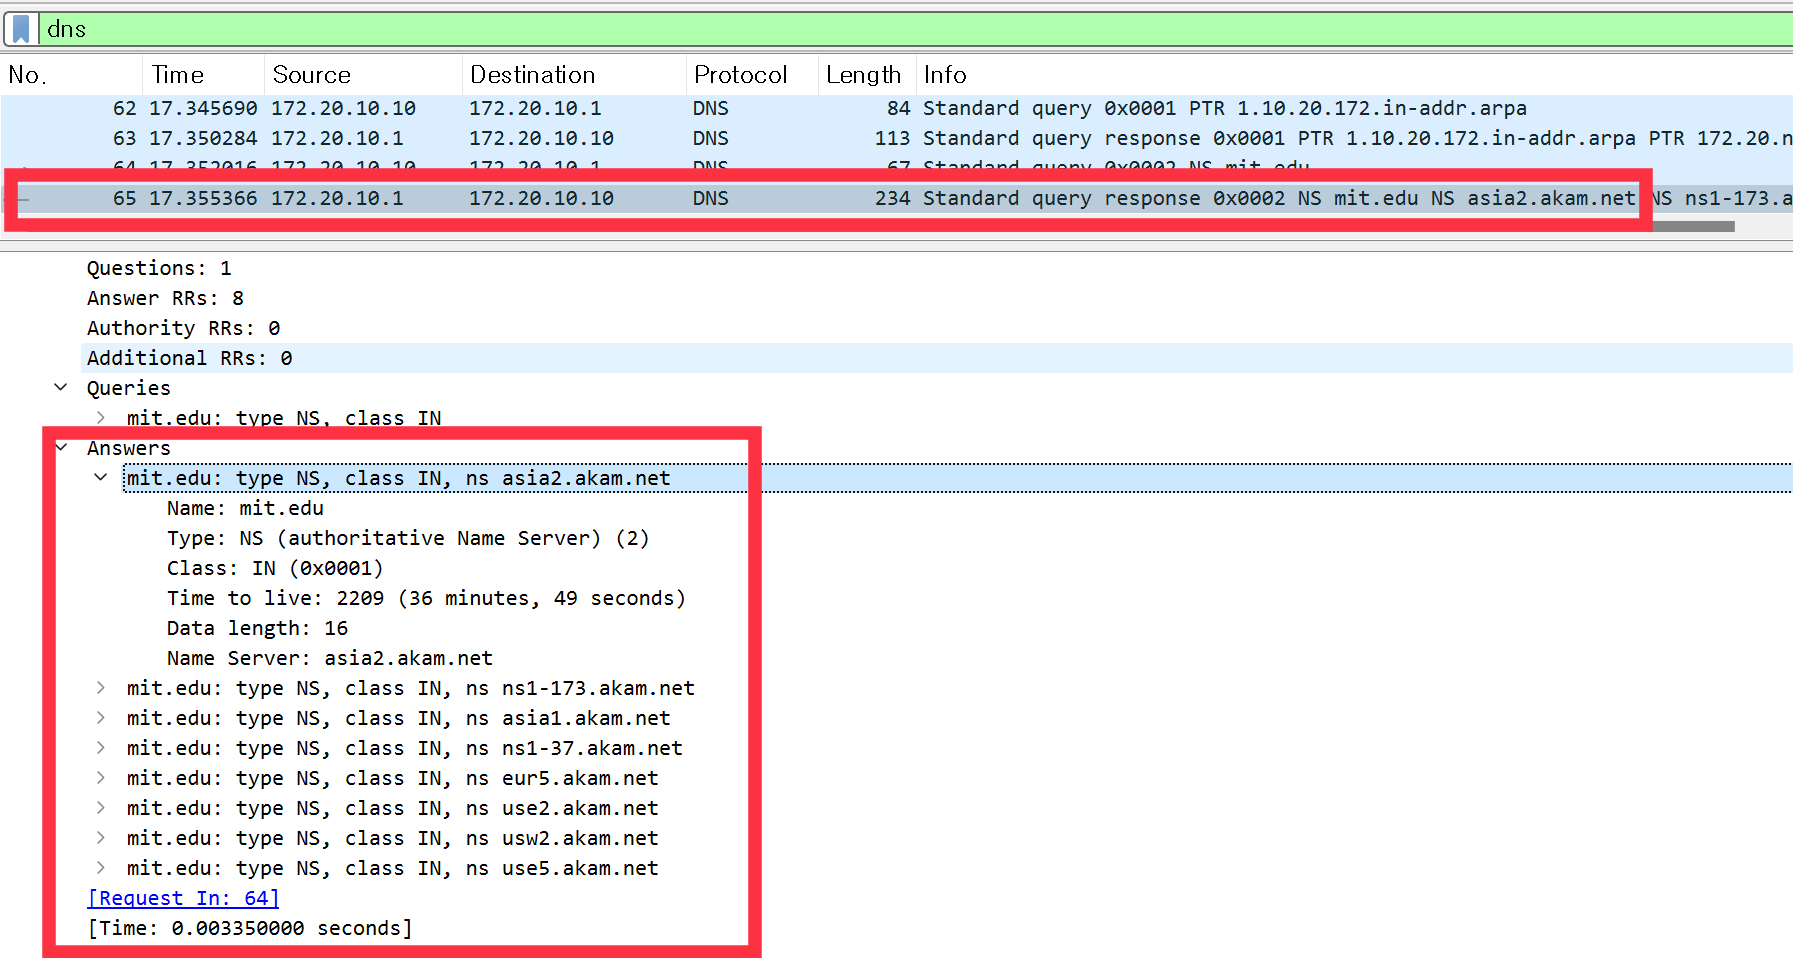 dns
No. Time Source Destination Protocol Length Info
62 17.345690 172.20.10.10 172.20.10.1 DNS 84 Standard query 0x0001 PTR 1.10.20.172.in-addr.arpa
63 17.350284 172.20.10.1 172.20.10.10 DNS 113 Standard query response 0x0001 PTR 1.10.20.172.in-addr.arpa PTR 172.20.n
64 17.352016 172.20.10.10 172.20.10.1 DNS 67 Standard query 0x0002 NS mit.edu
65 17.355366 172.20.10.1 172.20.10.10 DNS 234 Standard query response 0x0002 NS mit.edu NS asia2.akam.net NS ns1-173.a
Questions: 1
Answer RRs: 8
Authority RRs: 0
Additional RRs: 0
Queries
mit.edu: type NS, class IN
Answers
mit.edu: type NS, class IN, ns asia2.akam.net
Name: mit.edu
Type: NS (authoritative Name Server) (2)
Class: IN (0x0001)
Time to live: 2209 (36 minutes, 49 seconds)
Data length: 16
Name Server: asia2.akam.net
mit.edu: type NS, class IN, ns ns1-173.akam.net
mit.edu: type NS, class IN, ns asia1.akam.net
mit.edu: type NS, class IN, ns ns1-37.akam.net
mit.edu: type NS, class IN, ns eur5.akam.net
mit.edu: type NS, class IN, ns use2.akam.net
mit.edu: type NS, class IN, ns usw2.akam.net
mit.edu: type NS, class IN, ns use5.akam.net
[Request In: 64]
[Time: 0.003350000 seconds]